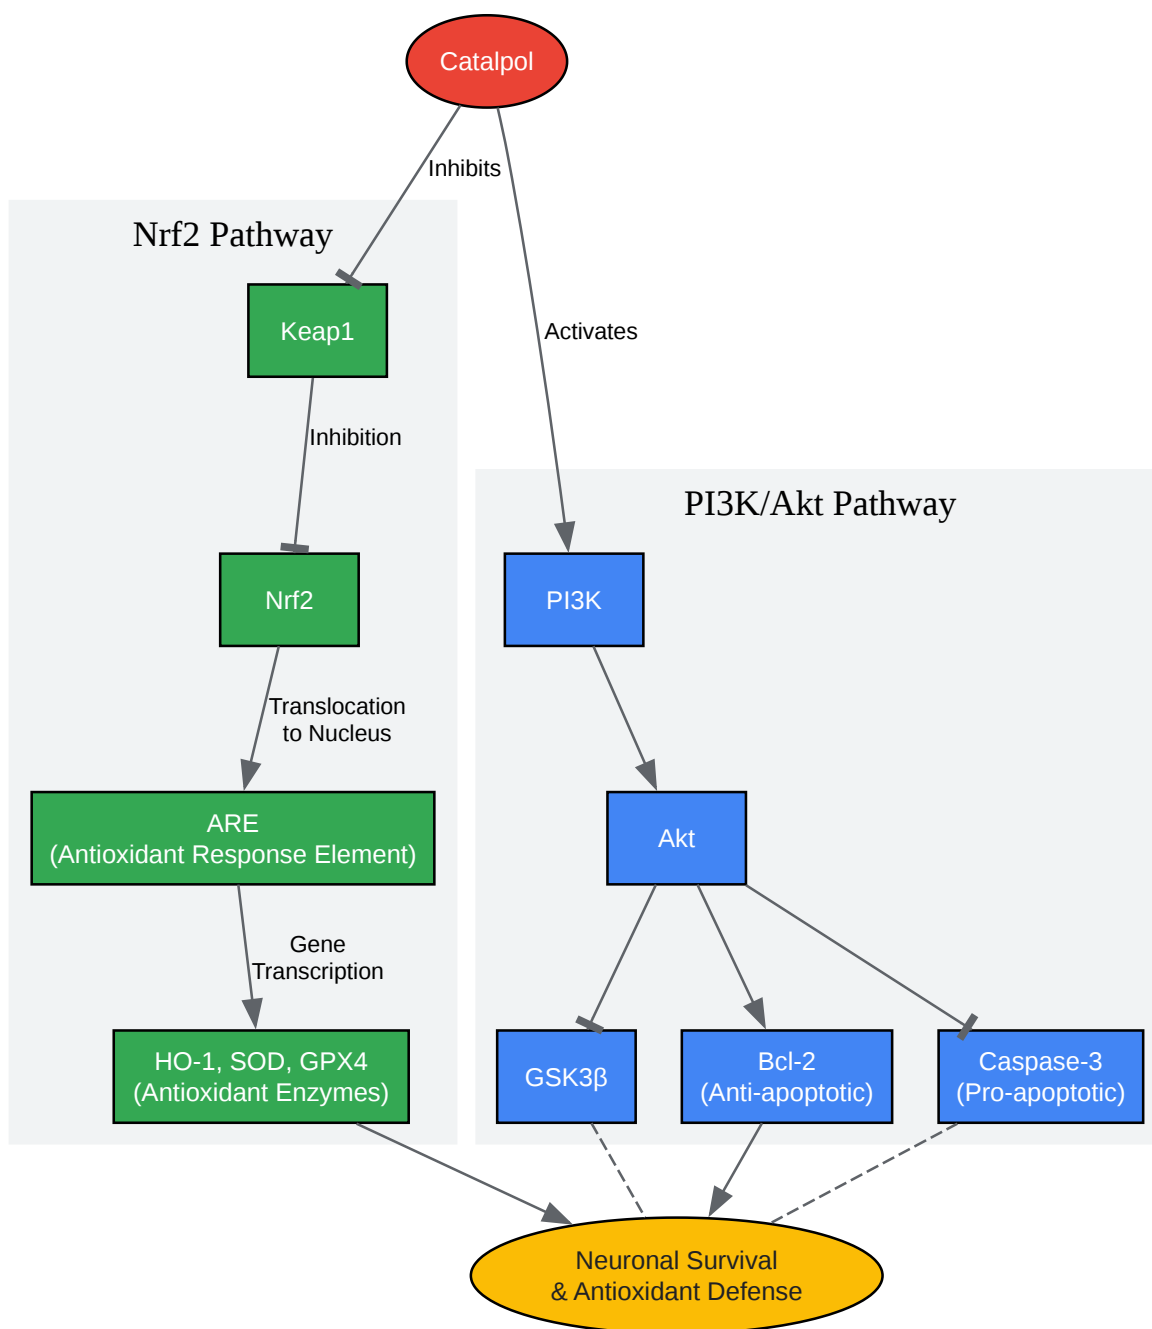 Catalpol
Inhibits
Nrf2 Pathway
Keap1
Activates
Inhibition
PI3K/Akt Pathway
Nrf2
PI3K
Translocation
to Nucleus
ARE
(Antioxidant Response Element)
Akt
Gene
Transcription
HO-1, SOD, GPX4
(Antioxidant Enzymes)
GSK3β
Bcl-2
(Anti-apoptotic)
Caspase-3
(Pro-apoptotic)
Neuronal Survival
& Antioxidant Defense